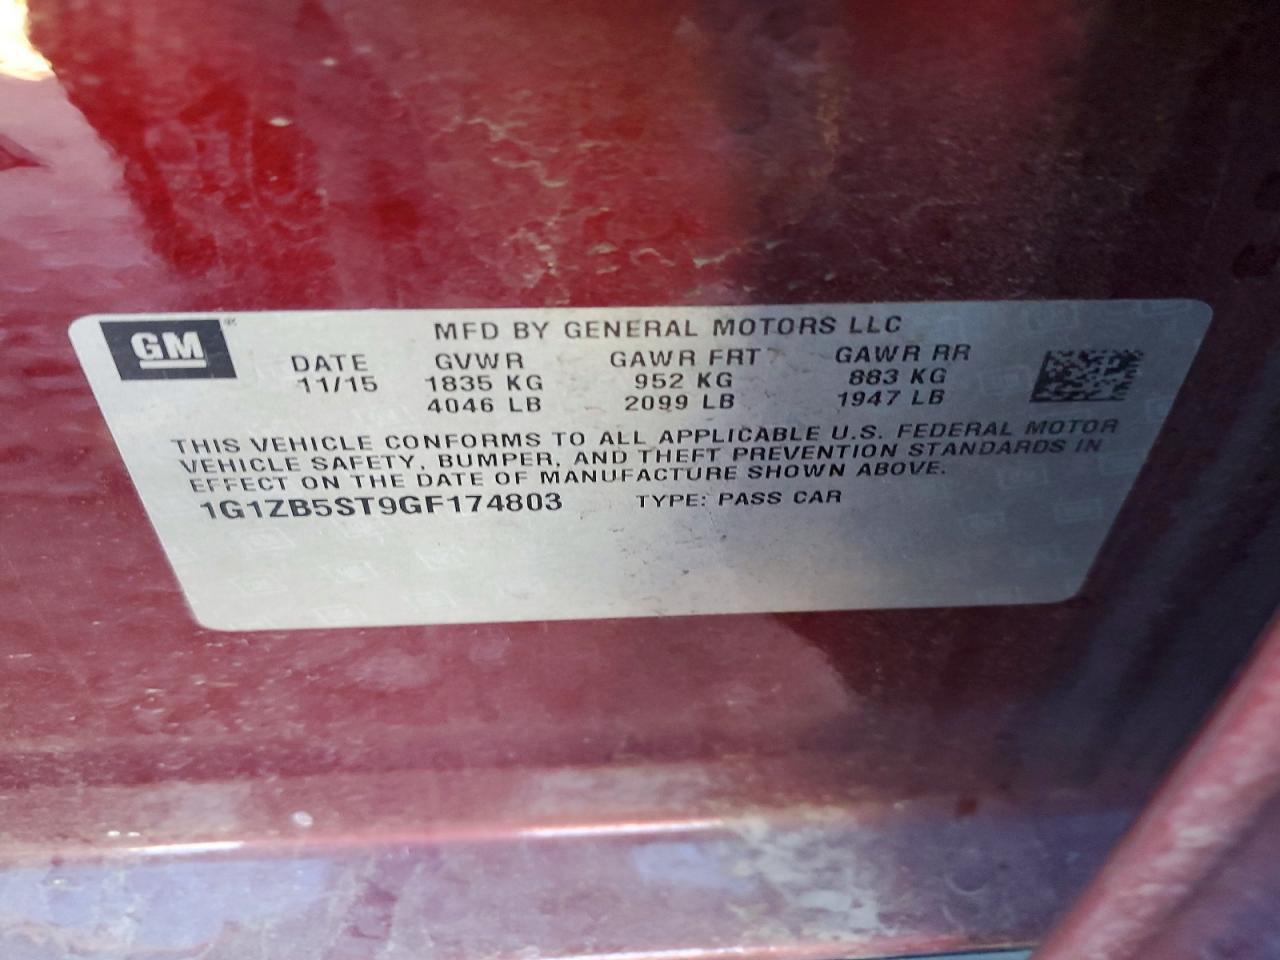 GM®
MFD BY GENERAL MOTORS LLC
DATE GVWR GAWR FRT GAWR RR
11/15 1835 KG 952 KG 883 KG
4046 LB 2099 LB 1947 LB
THIS VEHICLE CONFORMS TO ALL APPLICABLE U.S. FEDERAL MOTOR
VEHICLE SAFETY, BUMPER, AND THEFT PREVENTION STANDARDS IN
EFFECT ON THE DATE OF MANUFACTURE SHOWN ABOVE.
1G1ZB5ST9GF174803 TYPE: PASS CAR